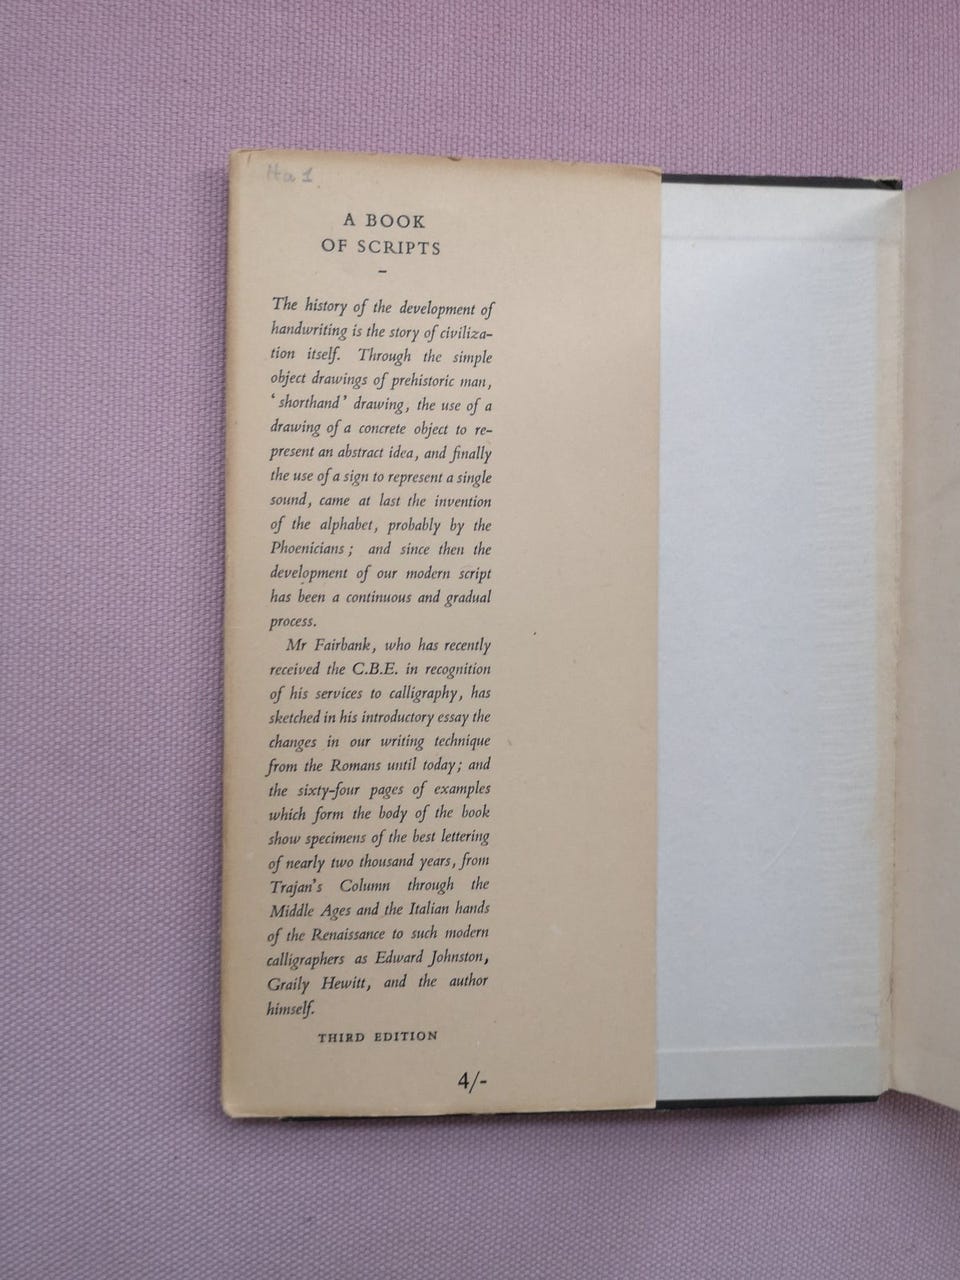 Ha 1
A BOOK
OF SCRIPTS
–
The history of the development of
handwriting is the story of civiliza-
tion itself. Through the simple
object drawings of prehistoric man,
‘shorthand’ drawing, the use of a
drawing of a concrete object to re-
present an abstract idea, and finally
the use of a sign to represent a single
sound, came at last the invention
of the alphabet, probably by the
Phoenicians; and since then the
development of our modern script
has been a continuous and gradual
process.
Mr Fairbank, who has recently
received the C.B.E. in recognition
of his services to calligraphy, has
sketched in his introductory essay the
changes in our writing technique
from the Romans until today; and
the sixty-four pages of examples
which form the body of the book
show specimens of the best lettering
of nearly two thousand years, from
Trajan's Column through the
Middle Ages and the Italian hands
of the Renaissance to such modern
calligraphers as Edward Johnston,
Graily Hewitt, and the author
himself.
THIRD EDITION
4/-